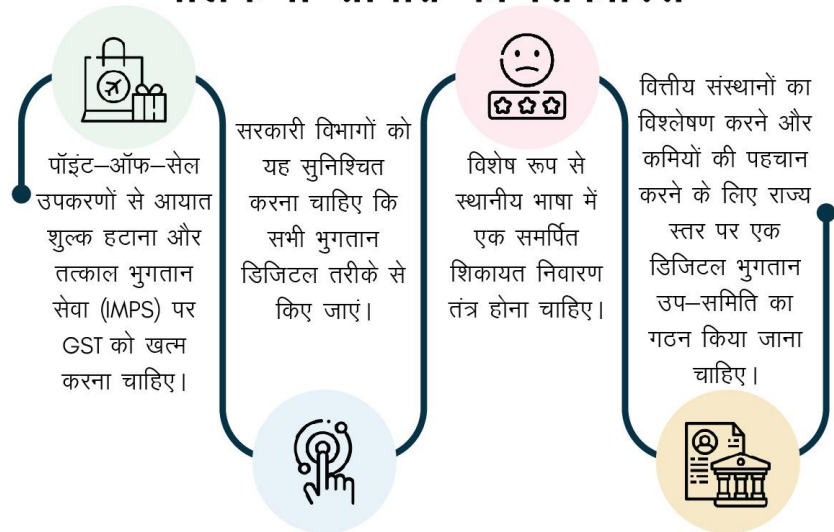 पॉइंट–ऑफ–सेल
उपकरणों से आयात
शुल्क हटाना और
तत्काल भुगतान
सेवा (IMPS) पर
GST को खत्म
करना चाहिए।
सरकारी विभागों को
यह सुनिश्चित
करना चाहिए कि
सभी भुगतान
डिजिटल तरीके से
किए जाएं।
विशेष रूप से
स्थानीय भाषा में
एक समर्पित
शिकायत निवारण
तंत्र होना चाहिए।
वित्तीय संस्थानों का
विश्लेषण करने और
कमियों की पहचान
करने के लिए राज्य
स्तर पर एक
डिजिटल भुगतान
उप–समिति का
गठन किया जाना
चाहिए।